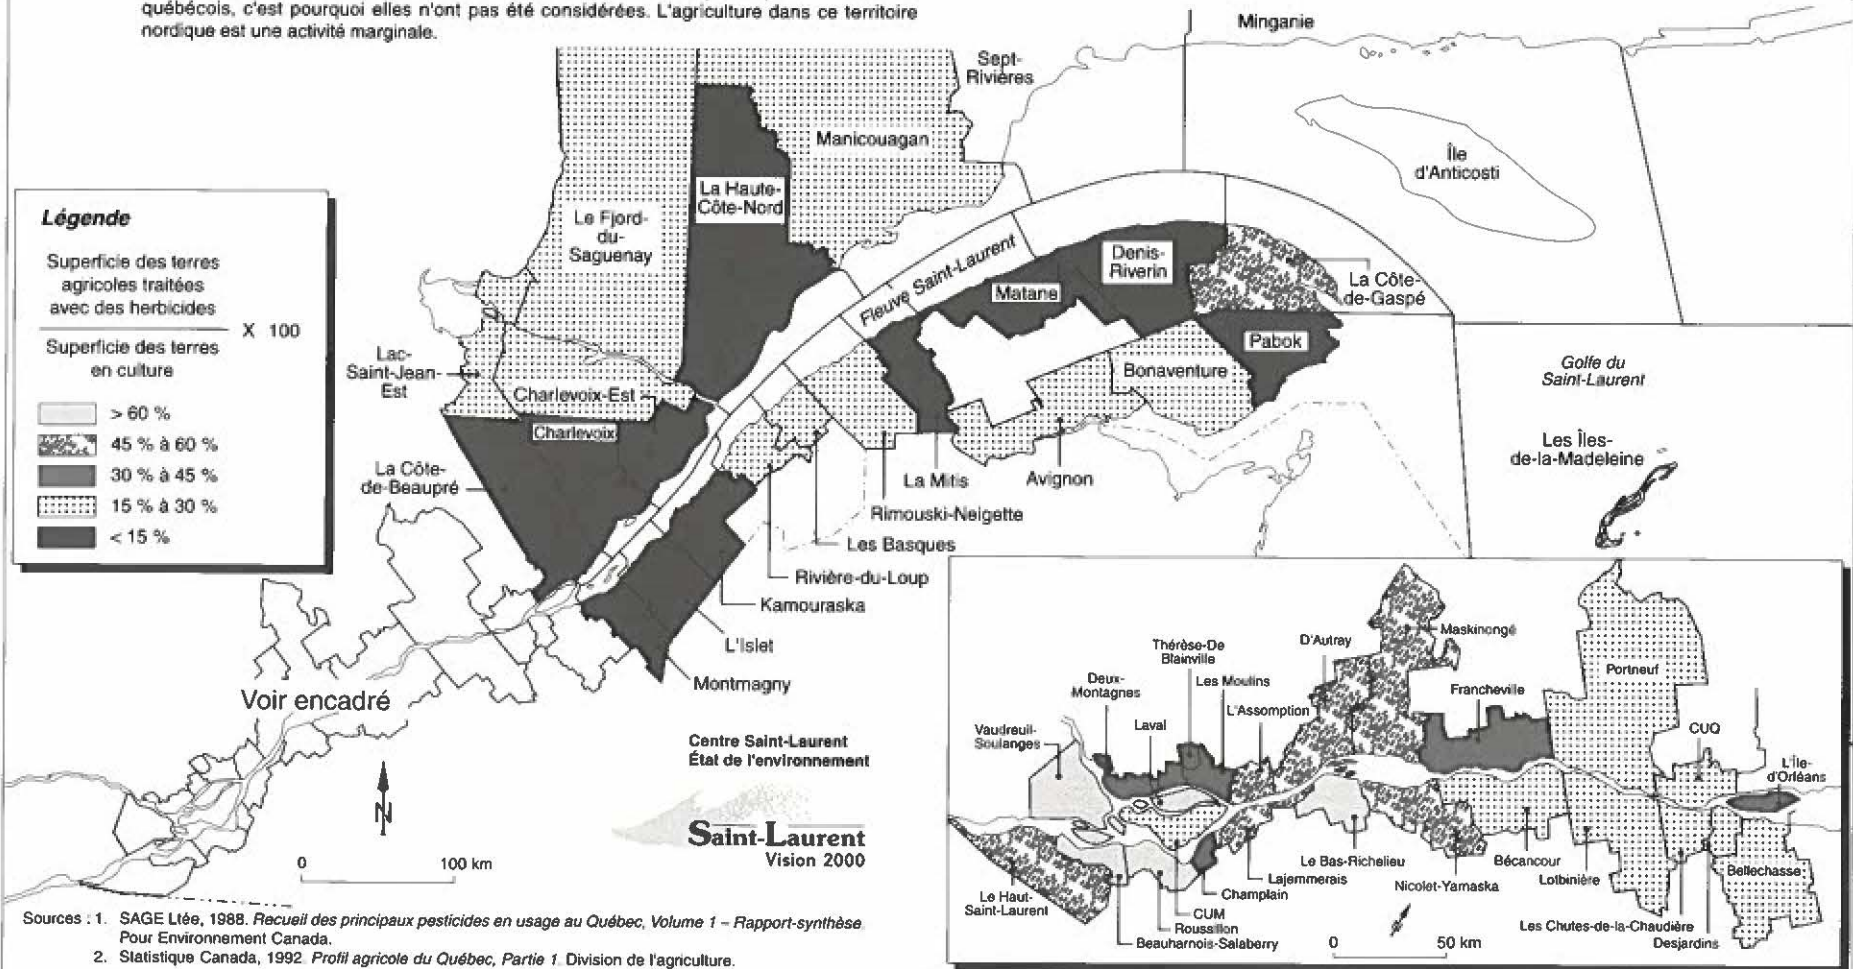 québécois, c'est pourquoi elles n'ont pas été considérées. L'agriculture dans ce territoire
nordique est une activité marginale.
Minganie
Sept-
Rivières
Manicouagan
Île
d'Anticosti
La Haute-
Côte-Nord
Le Fjord-
du-
Saguenay
Légende
Superficie des terres
agricoles traitées
avec des herbicides
X 100
Superficie des terres
en culture
> 60 %
45 % à 60 %
30 % à 45 %
15 % à 30 %
< 15 %
Fleuve Saint-Laurent
Denis-
Riverin
Matane
La Côte-
de-Gaspé
Pabok
Bonaventure
Golfe du
Saint-Laurent
Les Îles-
de-la-Madeleine
Lac-
Saint-Jean-
Est
Charlevoix-Est
Charlevoix
La Côte-
de-Beaupré
La Mitis
Avignon
Rimouski-Neigette
Les Basques
Rivière-du-Loup
Kamouraska
L'Islet
Montmagny
Voir encadré
Centre Saint-Laurent
État de l'environnement
Saint-Laurent
Vision 2000
N
0 100 km
Maskinongé
D'Autray
Thérèse-De
Blainville
Portneuf
Deux-
Montagnes
Les Moulins
Francheville
L'Assomption
Laval
Vaudreuil-
Soulanges
CUQ
L'Île-
d'Orléans
Le Bas-Richelieu
Bécancour
Bellechasse
Lajemmerais
Nicolet-Yamaska
Lotbinière
Le Haut-
Saint-Laurent
Champlain
CUM
Les Chutes-de-la-Chaudière
Roussillon
Desjardins
Beauharnois-Salaberry
0 50 km
Sources : 1. SAGE Ltée, 1988. Recueil des principaux pesticides en usage au Québec, Volume 1 – Rapport-synthèse.
Pour Environnement Canada.
2. Statistique Canada, 1992. Profil agricole du Québec, Partie 1. Division de l'agriculture.